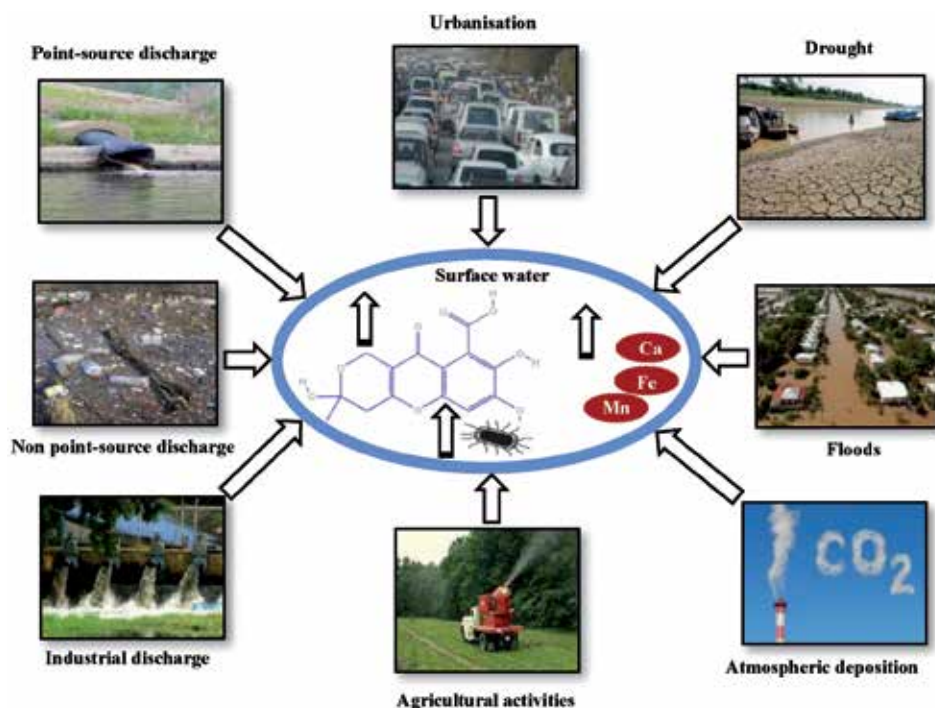 Urbanisation
Point-source discharge
Drought
Surface water
H
O
O
O
O
H
O
H
O
O
O
Ca
Fe
Mn
Non point-source discharge
Floods
CO2
Industrial discharge
Agricultural activities
Atmospheric deposition